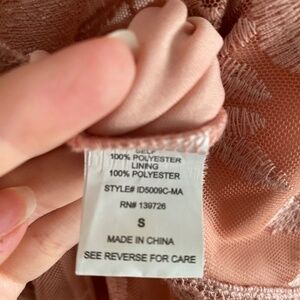 SELF
100% POLYESTER
LINING
100% POLYESTER
STYLE# ID5009C-MA
RN# 139726
S
MADE IN CHINA
SEE REVERSE FOR CARE